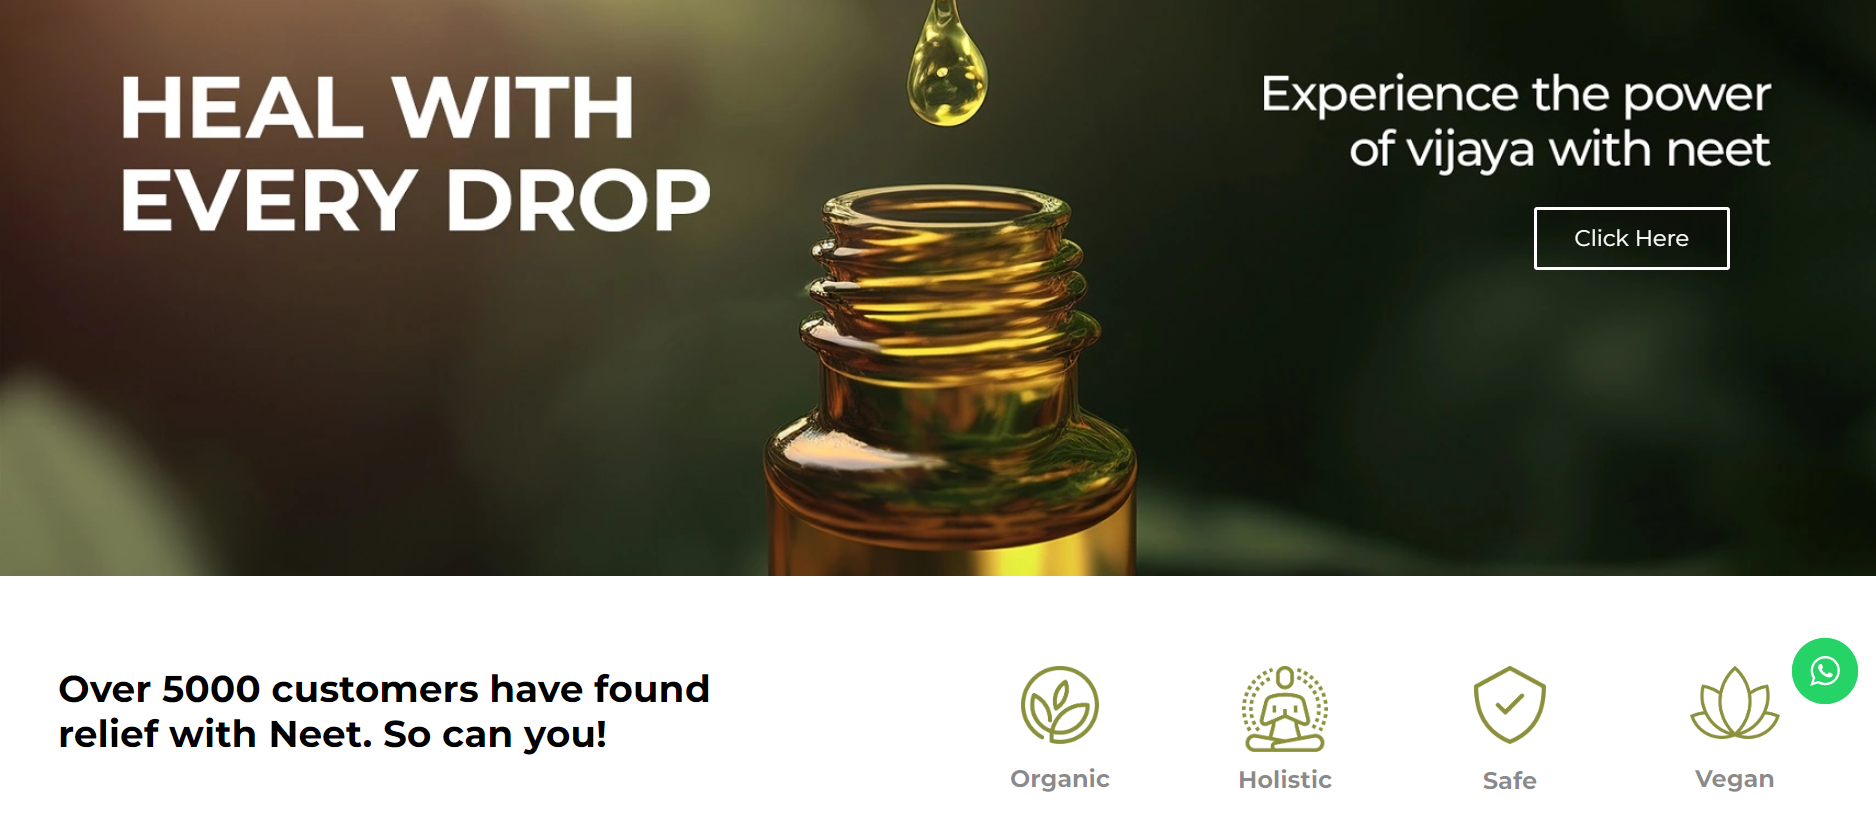 HEAL WITH
EVERY DROP
Experience the power
of vijaya with neet
Click Here
Over 5000 customers have found
relief with Neet. So can you!
Organic
Holistic
Safe
Vegan